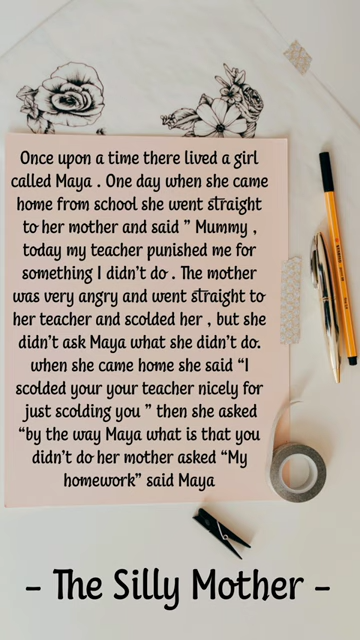 Once upon a time there lived a girl
called Maya . One day when she came
home from school she went straight
to her mother and said " Mummy ,
today my teacher punished me for
something I didn't do . The mother
was very angry and went straight to
her teacher and scolded her , but she
didn't ask Maya what she didn't do.
when she came home she said "I
scolded your your teacher nicely for
just scolding you " then she asked
"by the way Maya what is that you
didn't do her mother asked "My
homework" said Maya
- The Silly Mother -